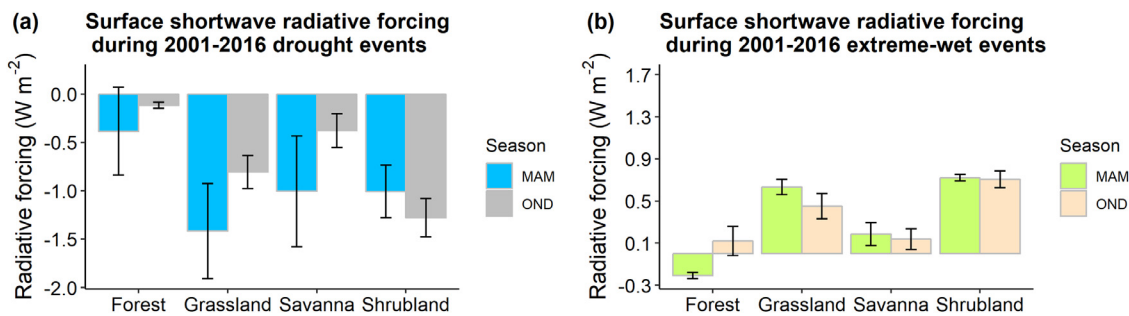 (a) Surface shortwave radiative forcing
during 2001-2016 drought events
Radiative forcing (W m⁻²)
0.0
-0.5
-1.0
-1.5
-2.0
Forest Grassland Savanna Shrubland
Season
MAM
OND
(b) Surface shortwave radiative forcing
during 2001-2016 extreme-wet events
Radiative forcing (W m⁻²)
1.7
1.3
0.9
0.5
0.1
-0.3
Forest Grassland Savanna Shrubland
Season
MAM
OND